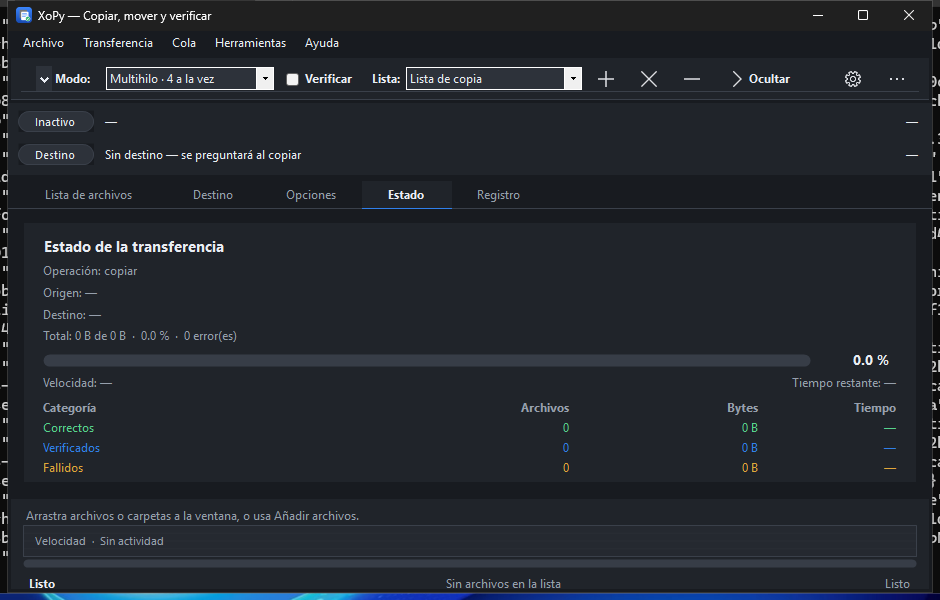 XoPy — Copiar, mover y verificar
Archivo Transferencia Cola Herramientas Ayuda
Modo: Multihilo · 4 a la vez Verificar Lista: Lista de copia Ocultar
Inactivo — —
Destino Sin destino — se preguntará al copiar —
Lista de archivos Destino Opciones Estado Registro
Estado de la transferencia
Operación: copiar
Origen: —
Destino: —
Total: 0 B de 0 B · 0.0 % · 0 error(es)
0.0 %
Velocidad: — Tiempo restante: —
Categoría Archivos Bytes Tiempo
Correctos 0 0 B —
Verificados 0 0 B —
Fallidos 0 0 B —
Arrastra archivos o carpetas a la ventana, o usa Añadir archivos.
Velocidad · Sin actividad
Listo Sin archivos en la lista Listo